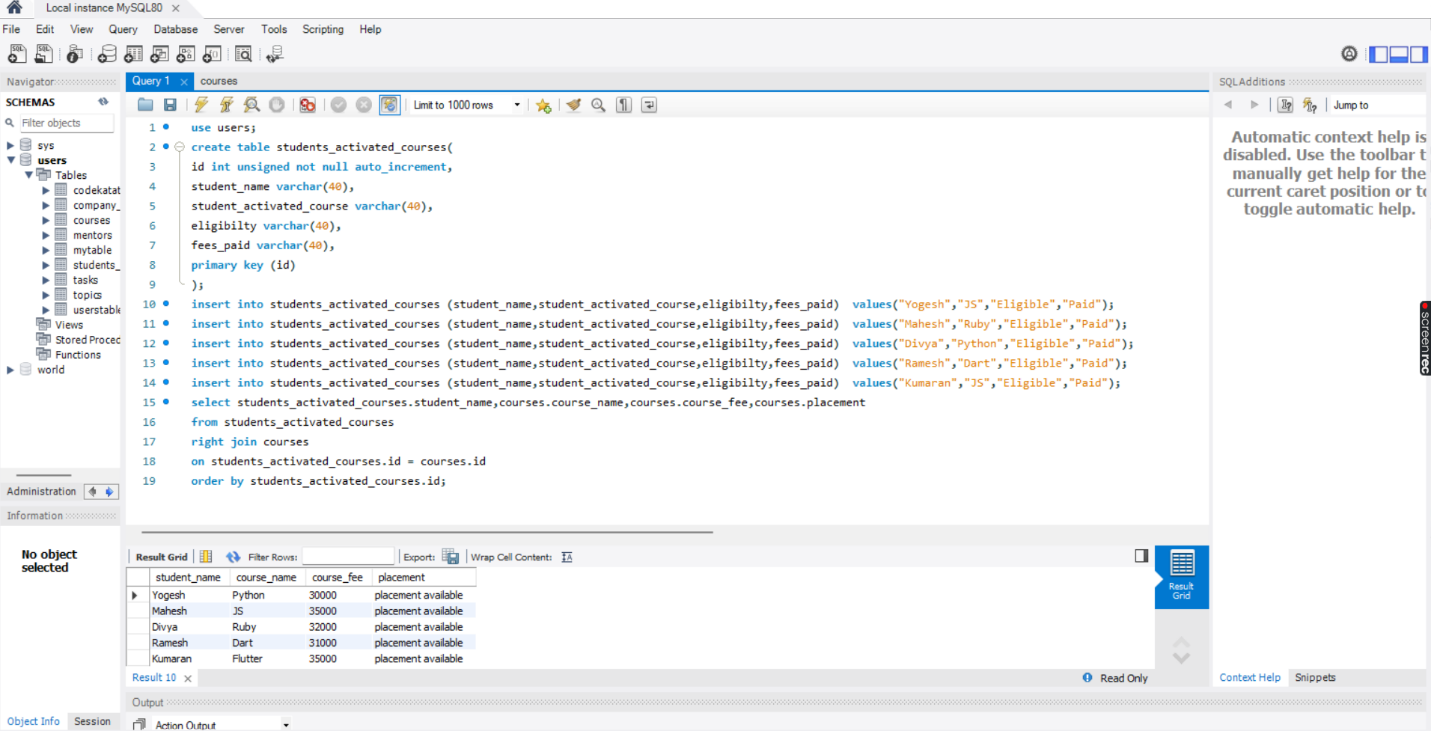 Local instance MySQL80 ×
File Edit View Query Database Server Tools Scripting Help
Navigator
SCHEMAS
Filter objects
sys
users
Tables
codekatat
company_
courses
mentors
mytable
students_
tasks
topics
userstable
Views
Stored Proced
Functions
world
Administration
Information
No object
selected
Object Info Session
Query 1 × courses
Limit to 1000 rows
1 use users;
2 create table students_activated_courses(
3 id int unsigned not null auto_increment,
4 student_name varchar(40),
5 student_activated_course varchar(40),
6 eligibilty varchar(40),
7 fees_paid varchar(40),
8 primary key (id)
9 );
10 insert into students_activated_courses (student_name,student_activated_course,eligibilty,fees_paid) values("Yogesh","JS","Eligible","Paid");
11 insert into students_activated_courses (student_name,student_activated_course,eligibilty,fees_paid) values("Mahesh","Ruby","Eligible","Paid");
12 insert into students_activated_courses (student_name,student_activated_course,eligibilty,fees_paid) values("Divya","Python","Eligible","Paid");
13 insert into students_activated_courses (student_name,student_activated_course,eligibilty,fees_paid) values("Ramesh","Dart","Eligible","Paid");
14 insert into students_activated_courses (student_name,student_activated_course,eligibilty,fees_paid) values("Kumaran","JS","Eligible","Paid");
15 select students_activated_courses.student_name,courses.course_name,courses.course_fee,courses.placement
16 from students_activated_courses
17 right join courses
18 on students_activated_courses.id = courses.id
19 order by students_activated_courses.id;
Result Grid Filter Rows: Export: Wrap Cell Content:
student_name course_name course_fee placement
Yogesh Python 30000 placement available
Mahesh JS 35000 placement available
Divya Ruby 32000 placement available
Ramesh Dart 31000 placement available
Kumaran Flutter 35000 placement available
Result
Grid
Result 10 × Read Only
Output
Action Output
SQLAdditions
Jump to
Automatic context help is
disabled. Use the toolbar t
manually get help for the
current caret position or to
toggle automatic help.
Context Help Snippets
screenrec